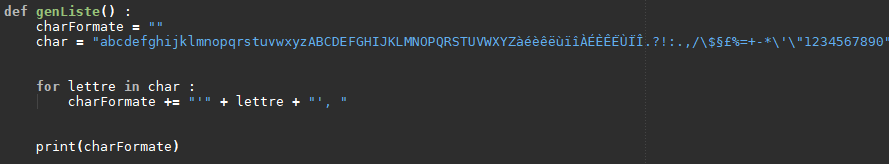 def genListe() :
    charFormate = ""
    char = "abcdefghijklmnopqrstuvwxyzABCDEFGHIJKLMNOPQRSTUVWXYZàéèêëùïîÀÉÈÊËÙÏÎ.?!:.,/\$§£%=+-*\'\"1234567890"
    for lettre in char :
        charFormate += "'" + lettre + "', "
    print(charFormate)